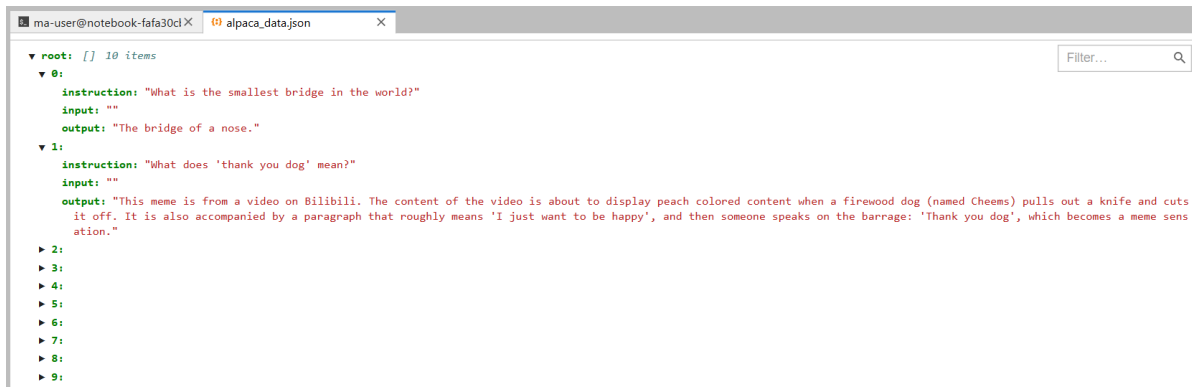 ma-user@notebook-fafa30cl
alpaca_data.json
root: [] 10 items
Filter...
0:
instruction: "What is the smallest bridge in the world?"
input: ""
output: "The bridge of a nose."
1:
instruction: "What does 'thank you dog' mean?"
input: ""
output: "This meme is from a video on Bilibili. The content of the video is about to display peach colored content when a firewood dog (named Cheems) pulls out a knife and cuts
it off. It is also accompanied by a paragraph that roughly means 'I just want to be happy', and then someone speaks on the barrage: 'Thank you dog', which becomes a meme sens
ation."
2:
3:
4:
5:
6:
7:
8:
9: